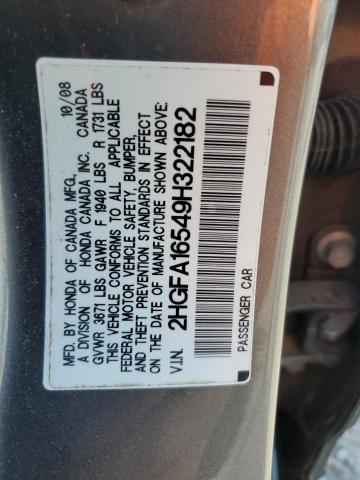 MFD. BY HONDA OF CANADA MFG., 10/08
A DIVISION OF HONDA CANADA INC. CANADA
GVWR 3671 LBS GAWR F 1940 LBS R 1731 LBS
THIS VEHICLE CONFORMS TO ALL APPLICABLE
FEDERAL MOTOR VEHICLE SAFETY, BUMPER,
AND THEFT PREVENTION STANDARDS IN EFFECT
ON THE DATE OF MANUFACTURE SHOWN ABOVE.
V.I.N. 2HGFA16549H322182
PASSENGER CAR